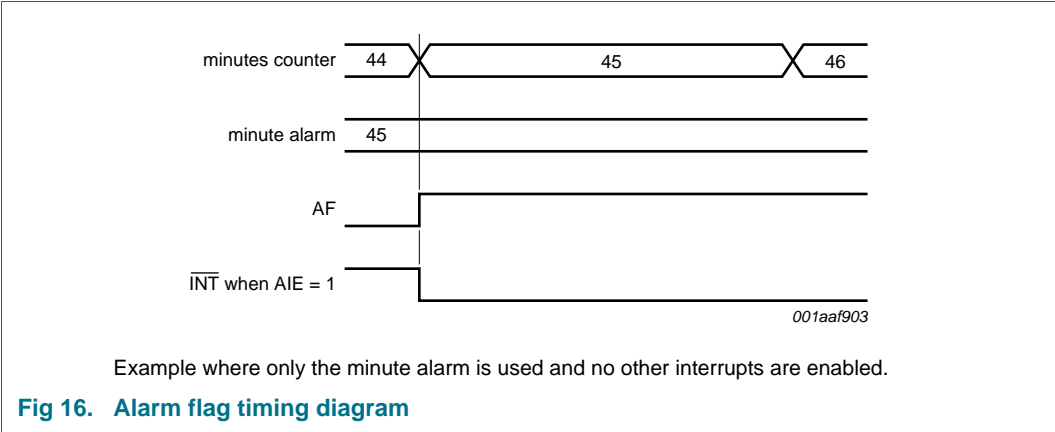 minutes counter 44 45 46
minute alarm 45
AF
INT when AIE = 1
001aaf903
Example where only the minute alarm is used and no other interrupts are enabled.
Fig 16. Alarm flag timing diagram